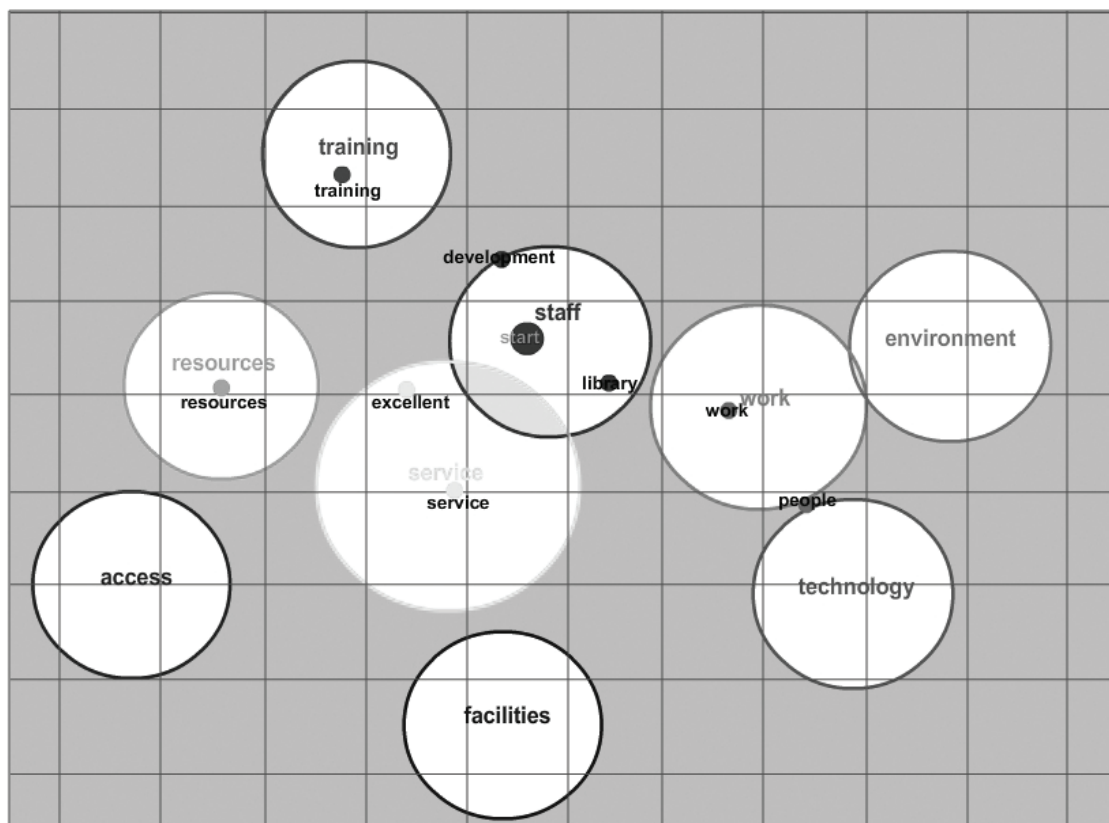 training
training
development
staff
start
environment
resources
resources
excellent
library
work
work
service
service
people
access
technology
facilities